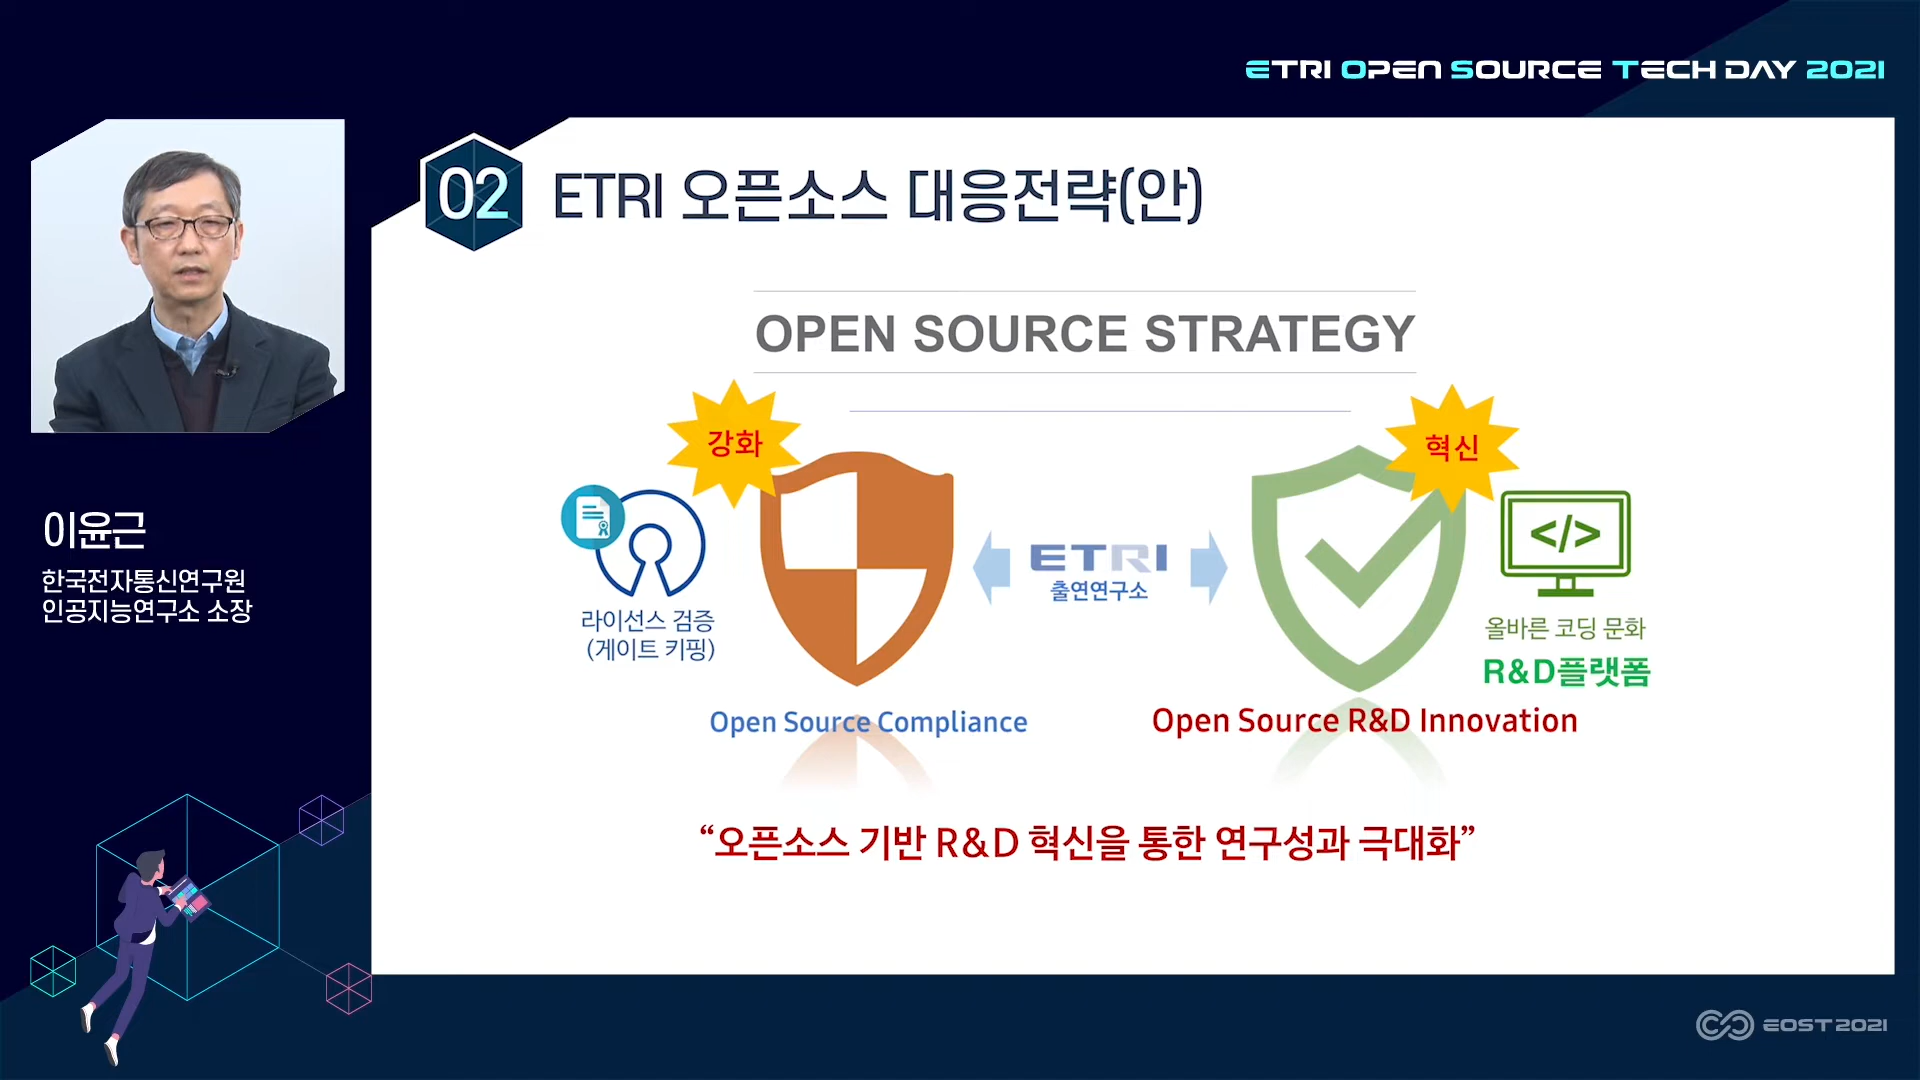 ETRI OPEN SOURCE TECH DAY 2021
02
ETRI 오픈소스 대응전략(안)
OPEN SOURCE STRATEGY
강화
혁신
라이선스 검증
(게이트 키핑)
ETRI
출연연구소
</>
올바른 코딩 문화
R&D플랫폼
Open Source Compliance
Open Source R&D Innovation
“오픈소스 기반 R&D 혁신을 통한 연구성과 극대화”
이윤근
한국전자통신연구원
인공지능연구소 소장
EOST 2021